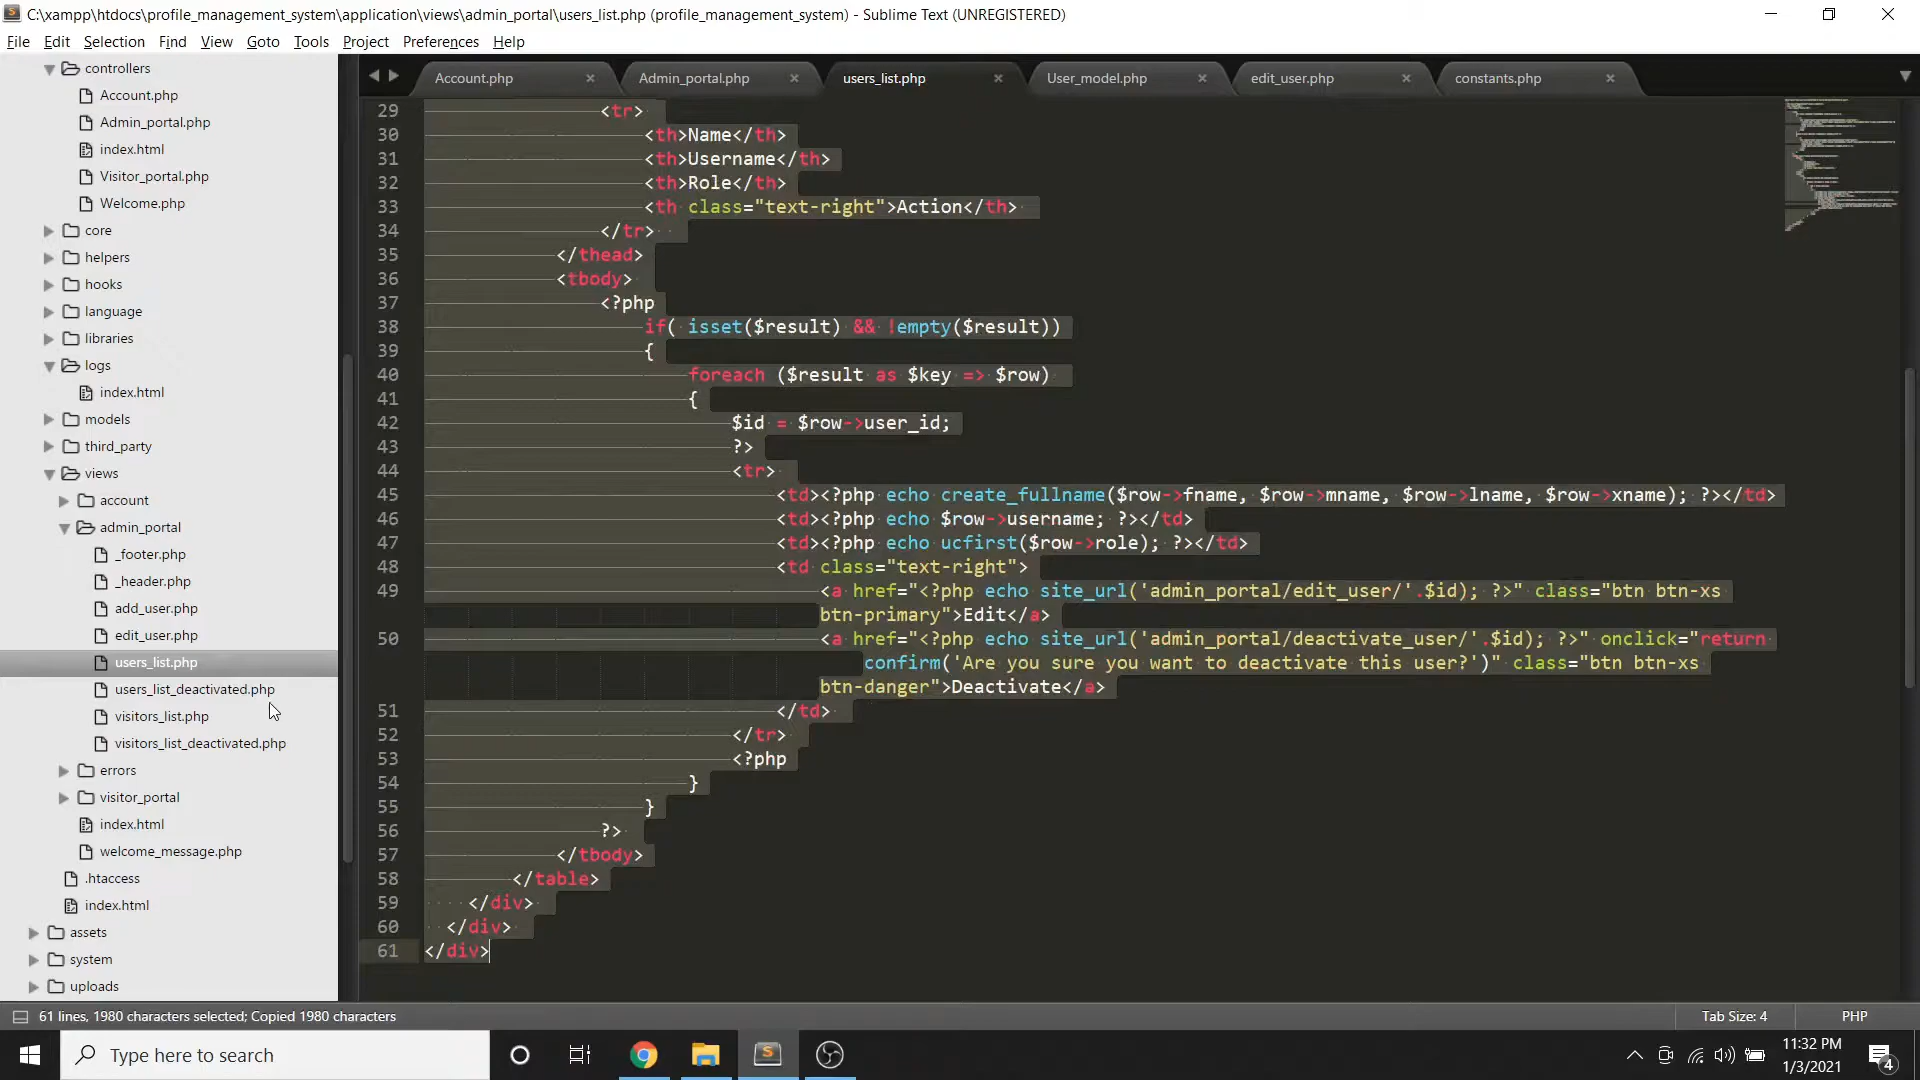 C:\xampp\htdocs\profile_management_system\application\views\admin_portal\users_list.php (profile_management_system) - Sublime Text (UNREGISTERED)
File Edit Selection Find View Goto Tools Project Preferences Help
controllers
Account.php
Admin_portal.php
index.html
Visitor_portal.php
Welcome.php
core
helpers
hooks
language
libraries
logs
index.html
models
third_party
views
account
admin_portal
_footer.php
_header.php
add_user.php
edit_user.php
users_list.php
users_list_deactivated.php
visitors_list.php
visitors_list_deactivated.php
errors
visitor_portal
index.html
welcome_message.php
.htaccess
index.html
assets
system
uploads
Account.php × Admin_portal.php × users_list.php × User_model.php × edit_user.php × constants.php ×
29 <tr>
30 <th>Name</th>
31 <th>Username</th>
32 <th>Role</th>
33 <th class="text-right">Action</th>
34 </tr>
35 </thead>
36 <tbody>
37 <?php
38 if( isset($result) && !empty($result))
39 {
40 foreach ($result as $key => $row)
41 {
42 $id = $row->user_id;
43 ?>
44 <tr>
45 <td><?php echo create_fullname($row->fname, $row->mname, $row->lname, $row->xname); ?></td>
46 <td><?php echo $row->username; ?></td>
47 <td><?php echo ucfirst($row->role); ?></td>
48 <td class="text-right">
49 <a href="<?php echo site_url('admin_portal/edit_user/'.$id); ?>" class="btn btn-xs
btn-primary">Edit</a>
50 <a href="<?php echo site_url('admin_portal/deactivate_user/'.$id); ?>" onclick="return
confirm('Are you sure you want to deactivate this user?')" class="btn btn-xs
btn-danger">Deactivate</a>
51 </td>
52 </tr>
53 <?php
54 }
55 }
56 ?>
57 </tbody>
58 </table>
59 </div>
60 </div>
61 </div>
61 lines, 1980 characters selected; Copied 1980 characters
Tab Size: 4 PHP
Type here to search
11:32 PM
1/3/2021
4